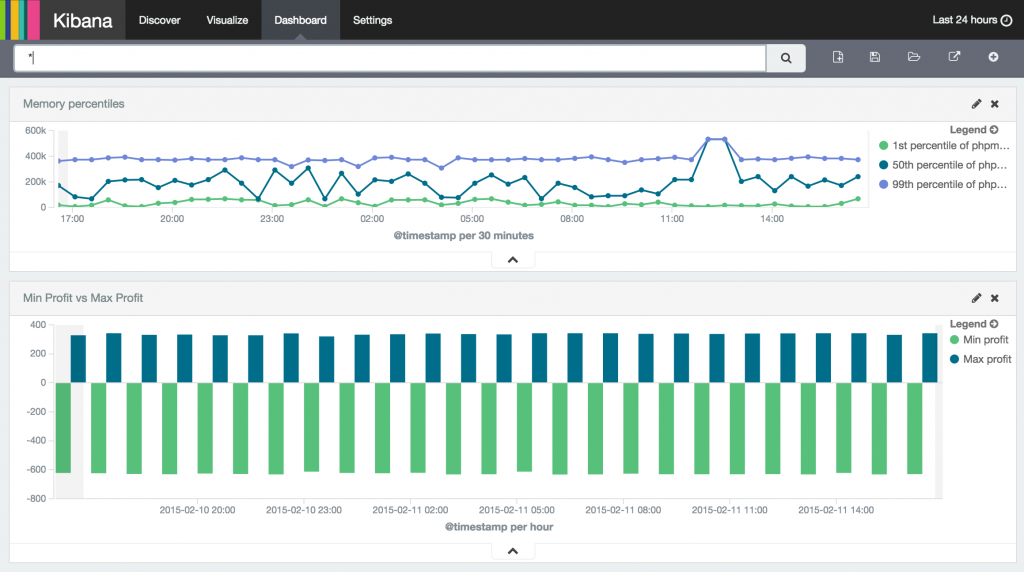 Kibana Discover Visualize Dashboard Settings Last 24 hours
*
Memory percentiles
Legend
600k
400k
200k
0
1st percentile of phpm...
50th percentile of php...
99th percentile of php...
17:00 20:00 23:00 02:00 05:00 08:00 11:00 14:00
@timestamp per 30 minutes
Min Profit vs Max Profit
Legend
Min profit
Max profit
400
200
0
-200
-400
-600
-800
2015-02-10 20:00 2015-02-10 23:00 2015-02-11 02:00 2015-02-11 05:00 2015-02-11 08:00 2015-02-11 11:00 2015-02-11 14:00
@timestamp per hour